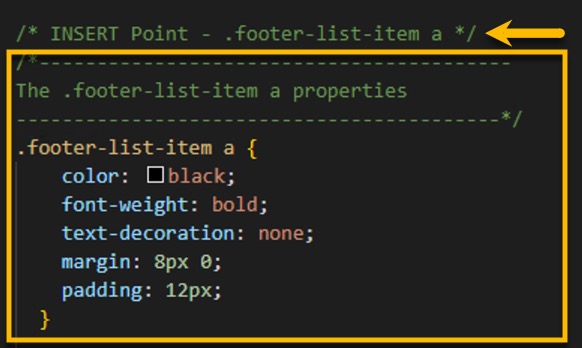 /* INSERT Point - .footer-list-item a */
/*-----------------------------------------
The .footer-list-item a properties
------------------------------------------*/
.footer-list-item a {
color: black;
font-weight: bold;
text-decoration: none;
margin: 8px 0;
padding: 12px;
}